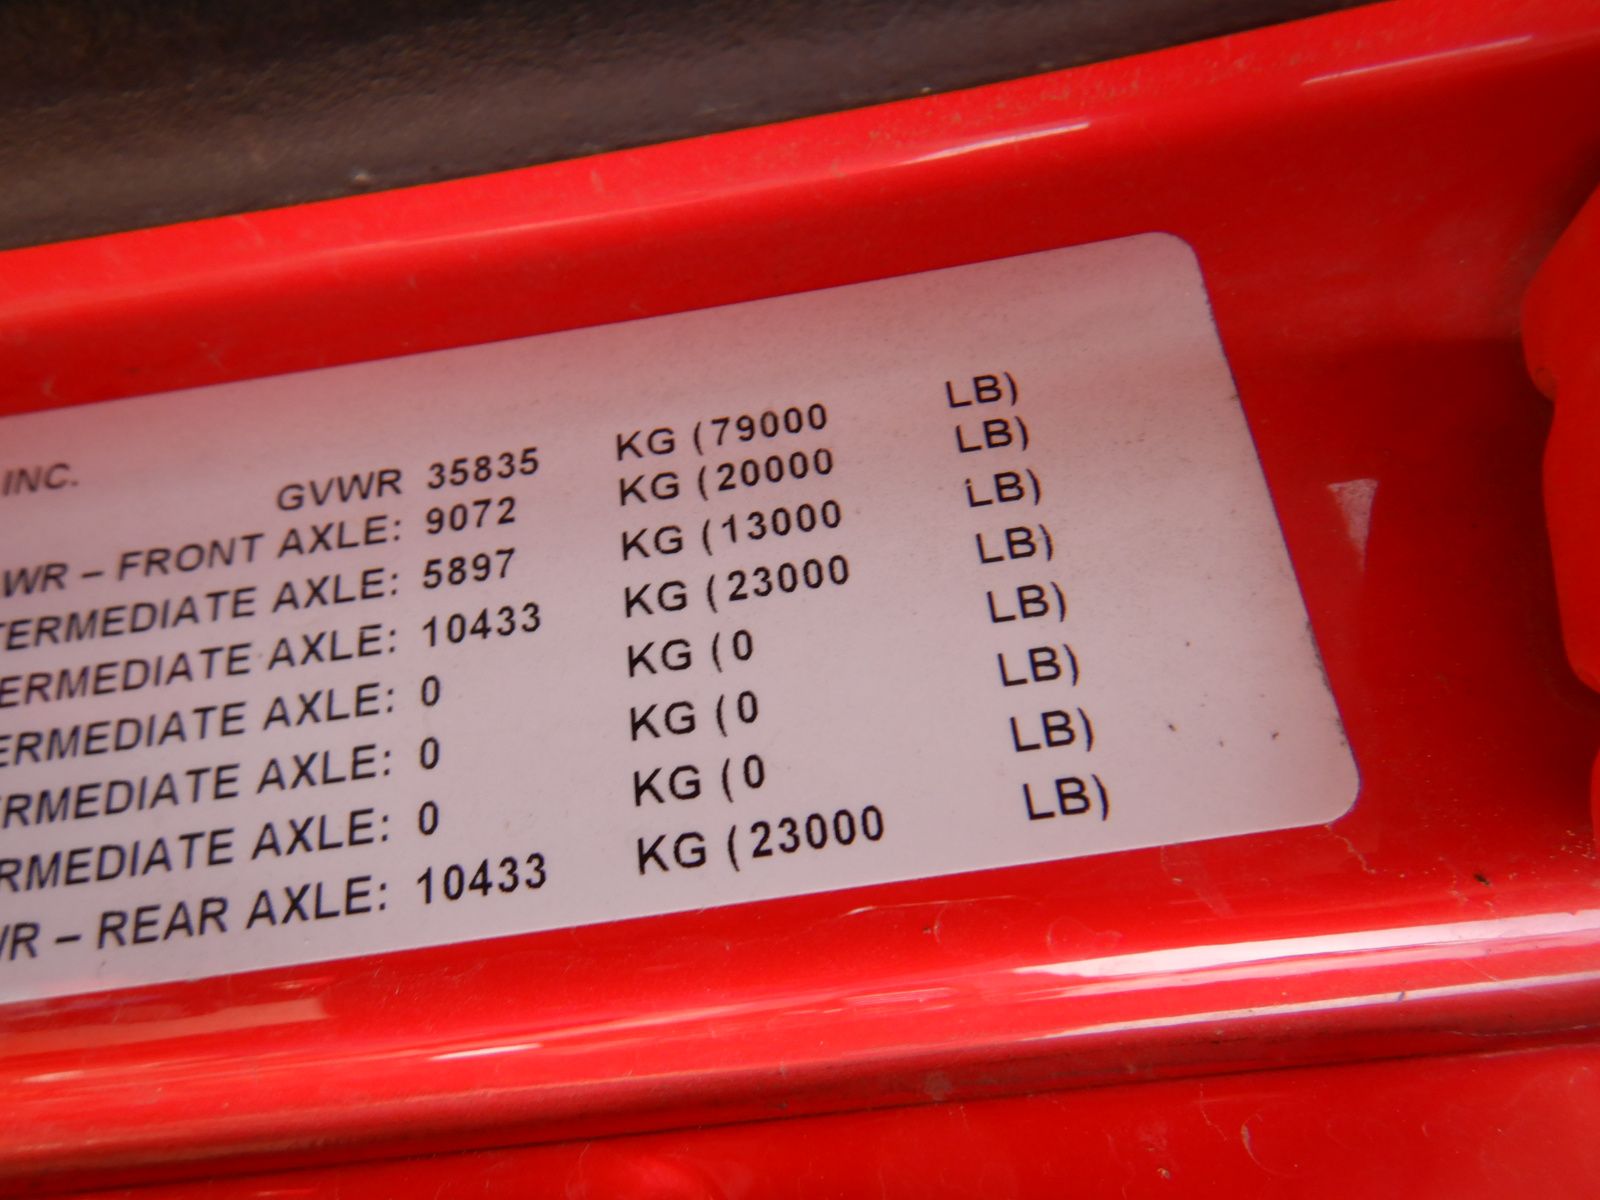 INC.
GVWR 35835 KG (79000 LB)
WR – FRONT AXLE: 9072 KG (20000 LB)
TERMEDIATE AXLE: 5897 KG (13000 LB)
ERMEDIATE AXLE: 10433 KG (23000 LB)
ERMEDIATE AXLE: 0 KG (0 LB)
ERMEDIATE AXLE: 0 KG (0 LB)
RMEDIATE AXLE: 0 KG (0 LB)
R – REAR AXLE: 10433 KG (23000 LB)